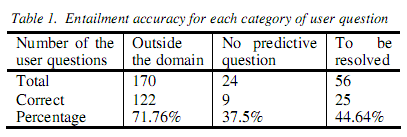 Table 1. Entailment accuracy for each category of user question
Number of the Outside No predictive To be
user questions the domain question resolved
Total 170 24 56
Correct 122 9 25
Percentage 71.76% 37.5% 44.64%